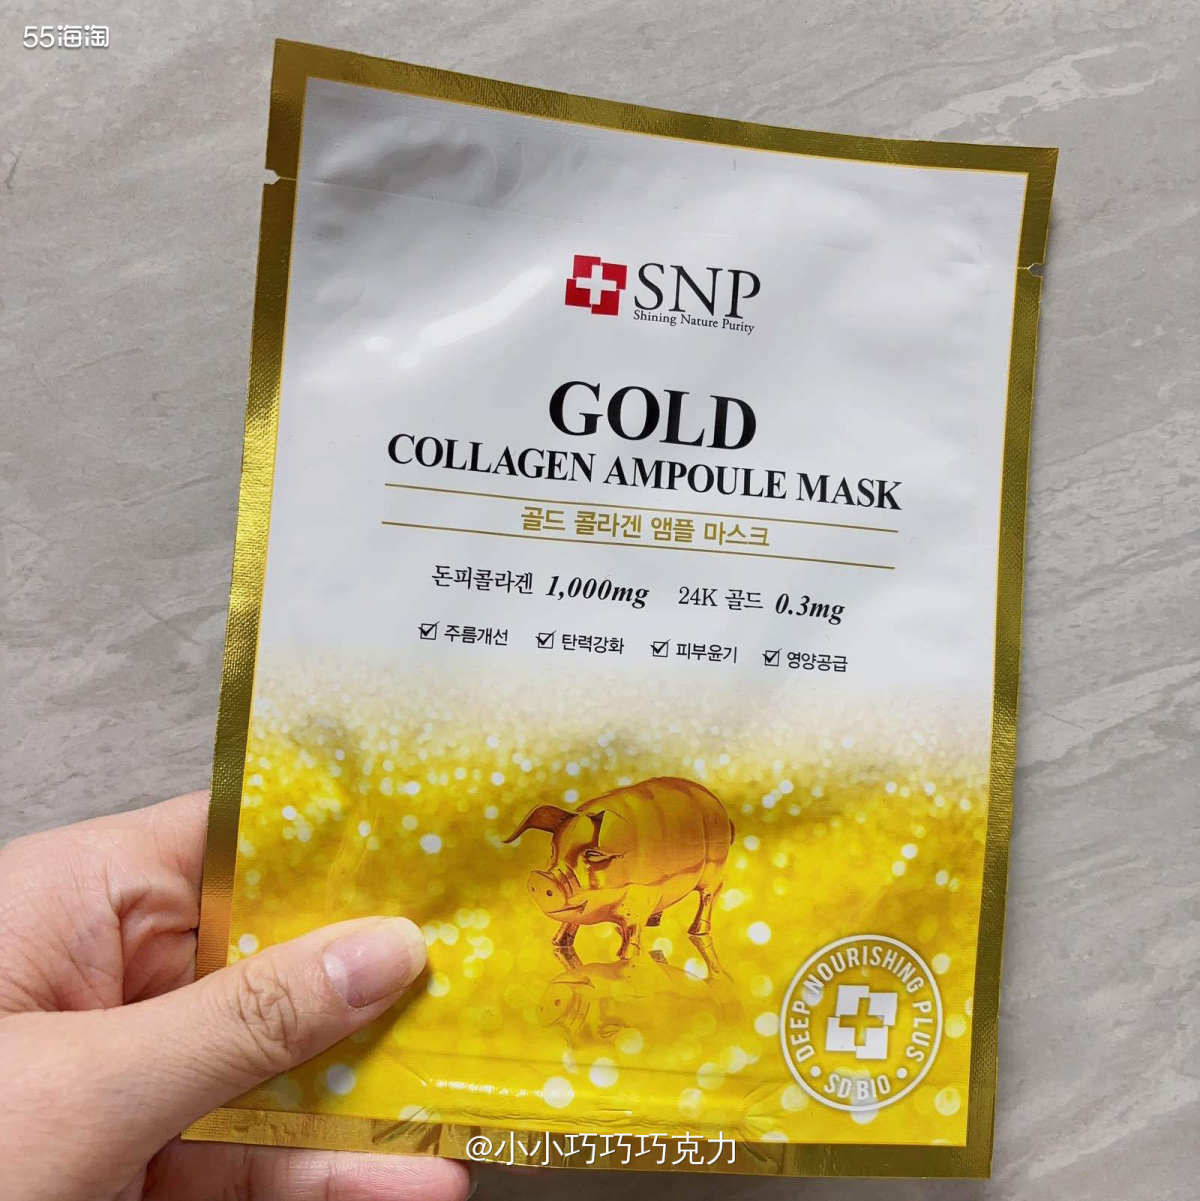 55海淘
SNP
Shining Nature Purity
GOLD
COLLAGEN AMPOULE MASK
골드 콜라겐 앰플 마스크
돈피콜라겐 1,000mg 24K 골드 0.3mg
주름개선 탄력강화 피부윤기 영양공급
DEEP NOURISHING PLUS
SD BIO
@小小巧巧巧克力